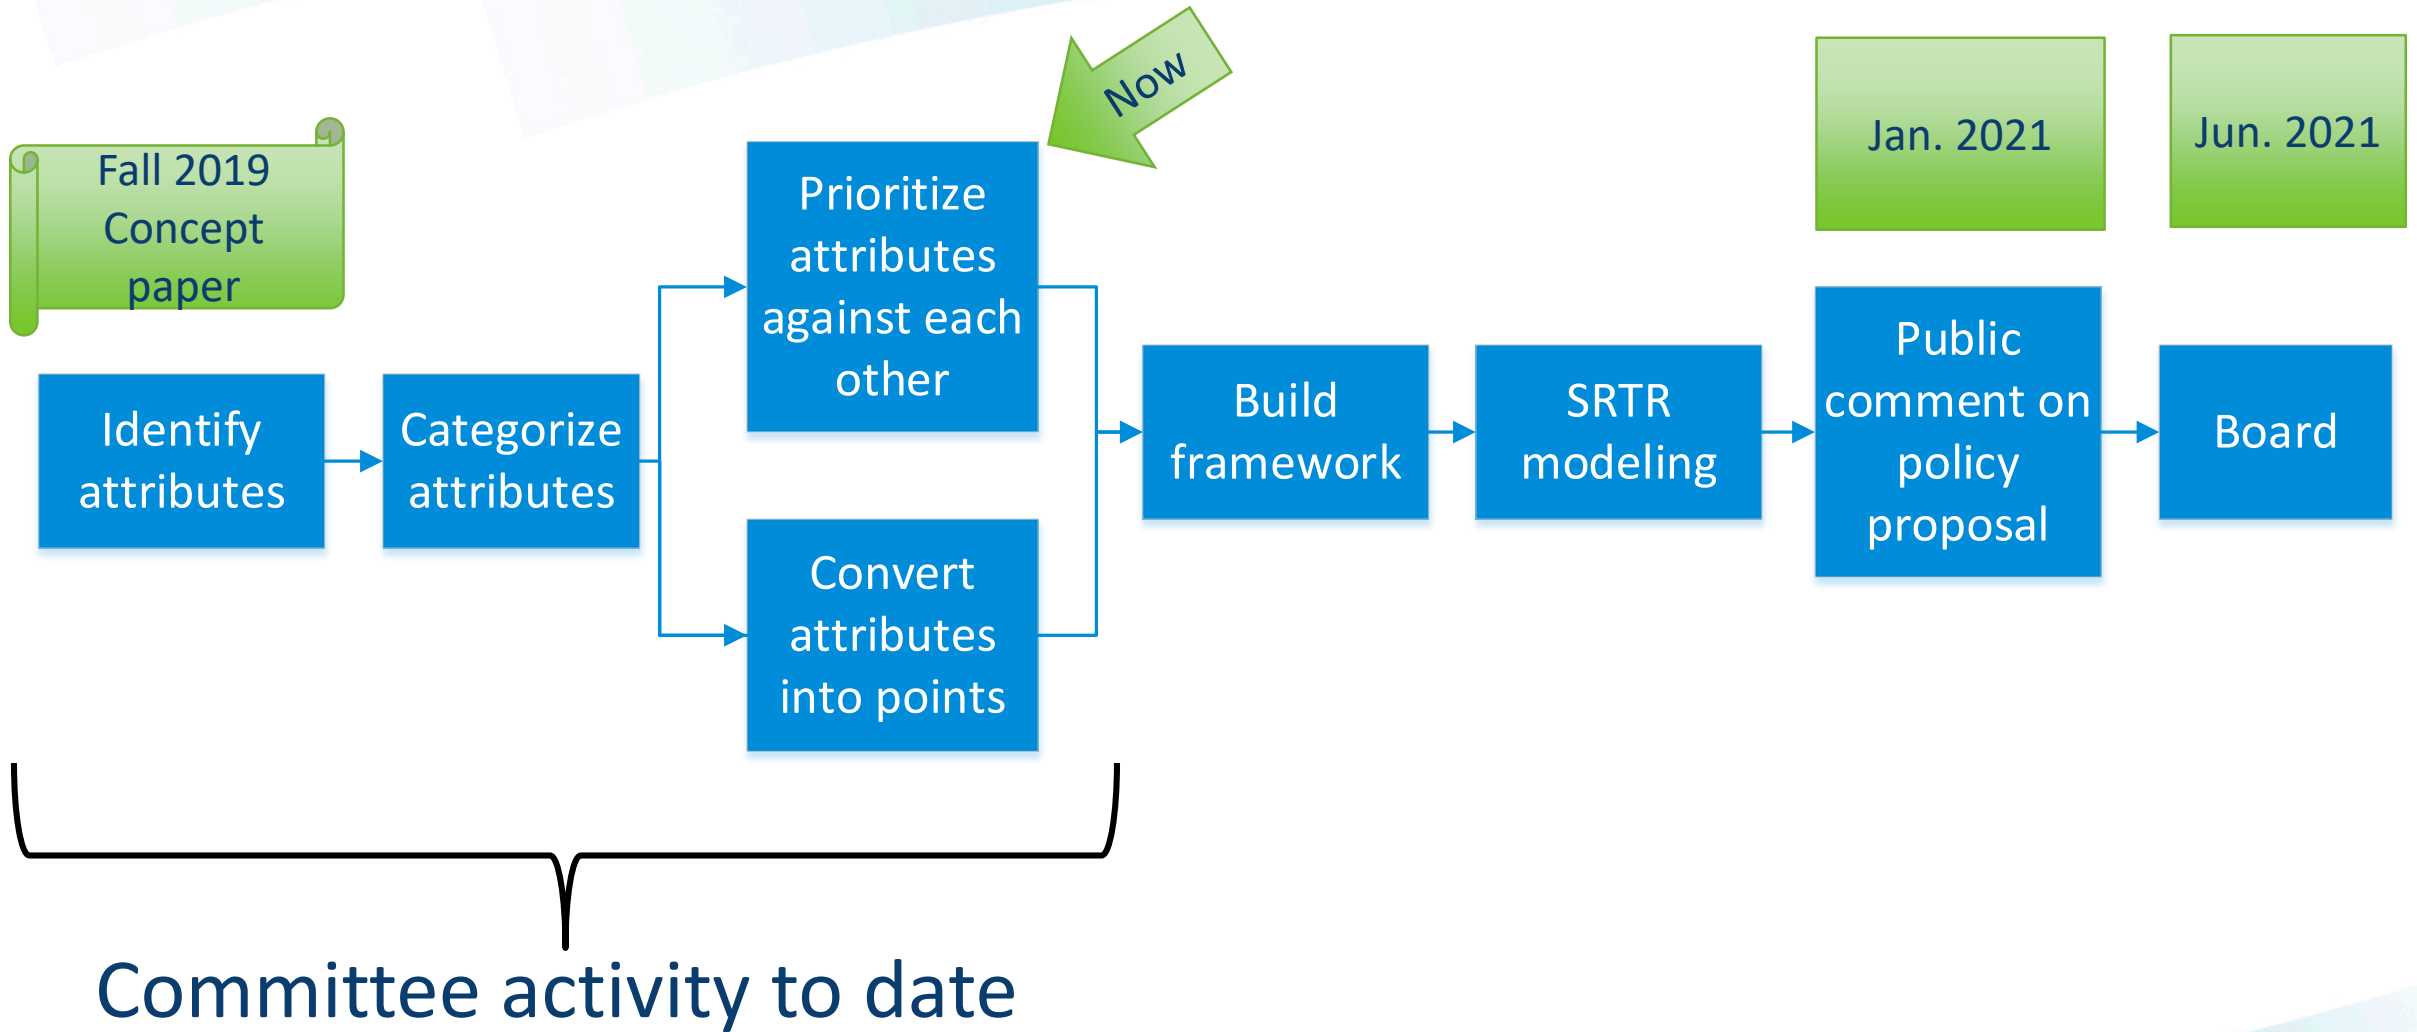 Now
Jan. 2021
Jun. 2021
Fall 2019
Concept
paper
Identify
attributes
Categorize
attributes
Prioritize
attributes
against each
other
Convert
attributes
into points
Build
framework
SRTR
modeling
Public
comment on
policy
proposal
Board
Committee activity to date